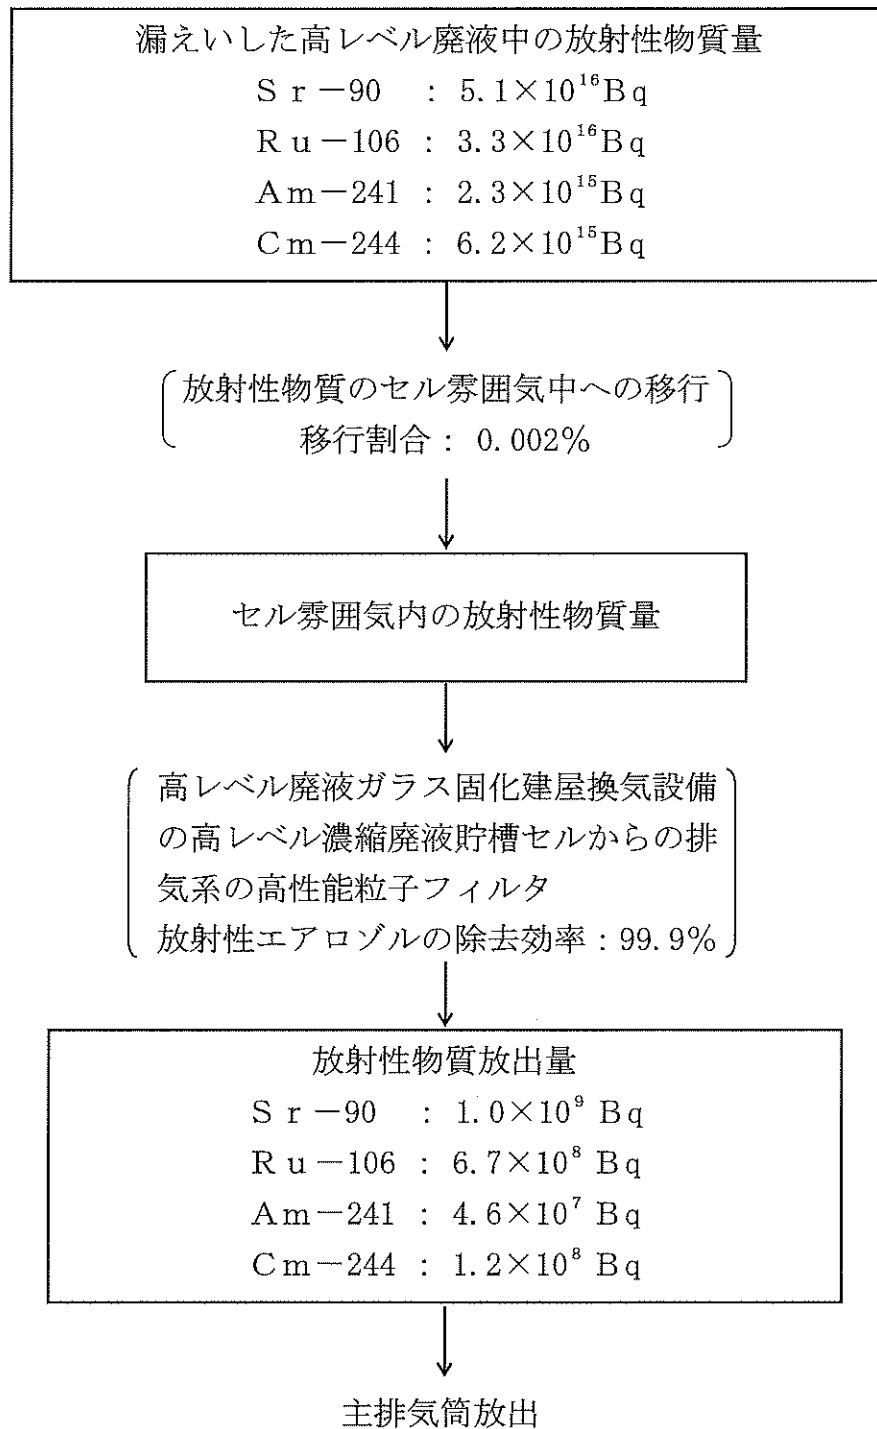 漏えいした高レベル廃液中の放射性物質量
Sr-90 : 5.1×10¹⁶Bq
Ru-106 : 3.3×10¹⁶Bq
Am-241 : 2.3×10¹⁵Bq
Cm-244 : 6.2×10¹⁵Bq
放射性物質のセル雰囲気中への移行
移行割合: 0.002%
セル雰囲気内の放射性物質量
高レベル廃液ガラス固化建屋換気設備
の高レベル濃縮廃液貯槽セルからの排
気系の高性能粒子フィルタ
放射性エアロゾルの除去効率:99.9%
放射性物質放出量
Sr-90 : 1.0×10⁹ Bq
Ru-106 : 6.7×10⁸ Bq
Am-241 : 4.6×10⁷ Bq
Cm-244 : 1.2×10⁸ Bq
主排気筒放出